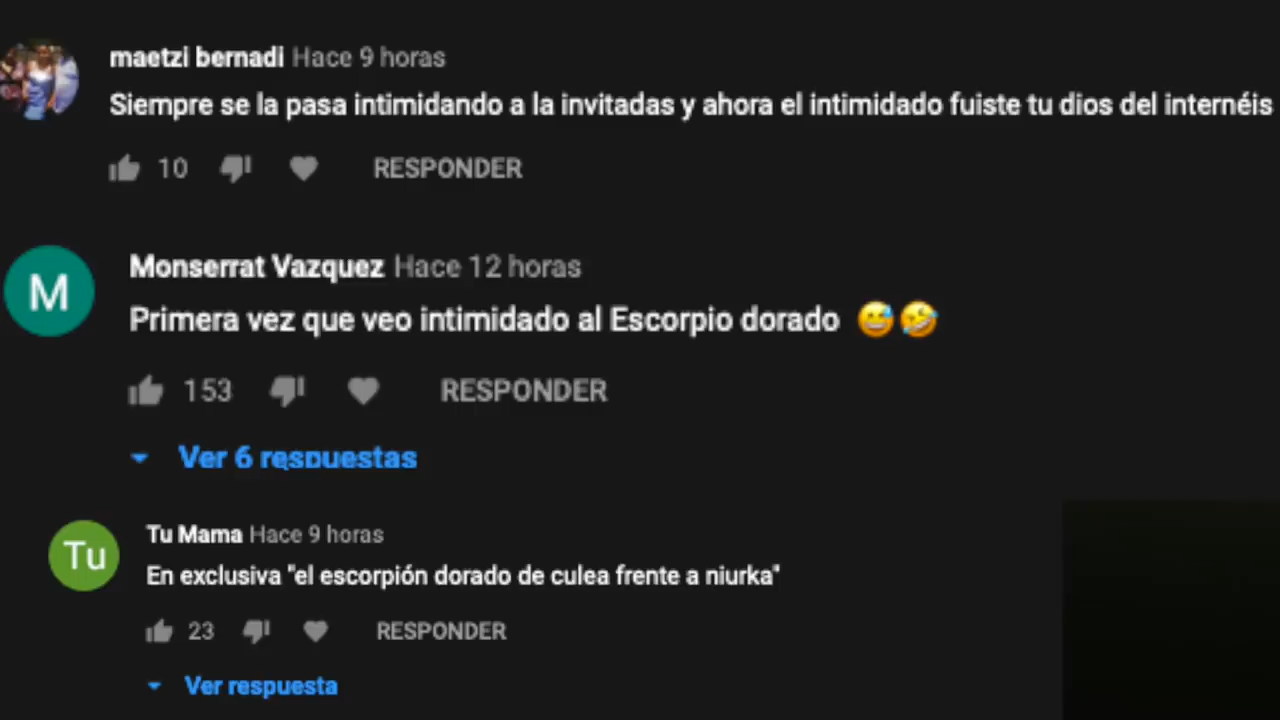 maetzi bernadi Hace 9 horas
Siempre se la pasa intimidando a la invitadas y ahora el intimidado fuiste tu dios del internéis
10 RESPONDER
M
Monserrat Vazquez Hace 12 horas
Primera vez que veo intimidado al Escorpio dorado 😅🤣
153 RESPONDER
Ver 6 respuestas
Tu
Tu Mama Hace 9 horas
En exclusiva "el escorpión dorado de culea frente a niurka"
23 RESPONDER
Ver respuesta